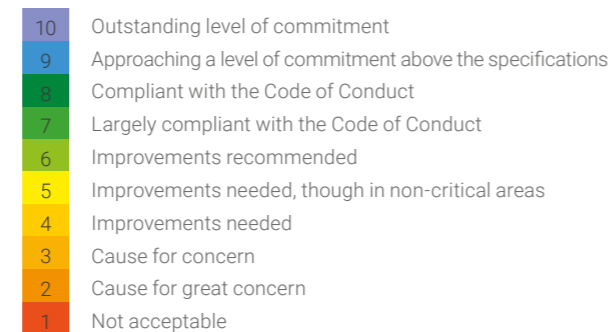 10 Outstanding level of commitment
9 Approaching a level of commitment above the specifications
8 Compliant with the Code of Conduct
7 Largely compliant with the Code of Conduct
6 Improvements recommended
5 Improvements needed, though in non-critical areas
4 Improvements needed
3 Cause for concern
2 Cause for great concern
1 Not acceptable